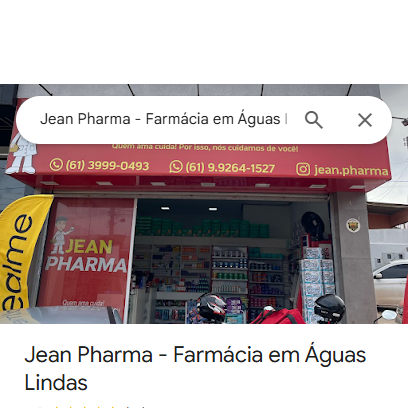 Jean Pharma - Farmácia em Águas
Quem ama cuida! Por isso, nós cuidamos de você!
(61) 3999-0493 (61) 9.9264-1527 jean.pharma
realme
JEAN
PHARMA
Quem ama cuida!
Jean Pharma - Farmácia em Águas
Lindas